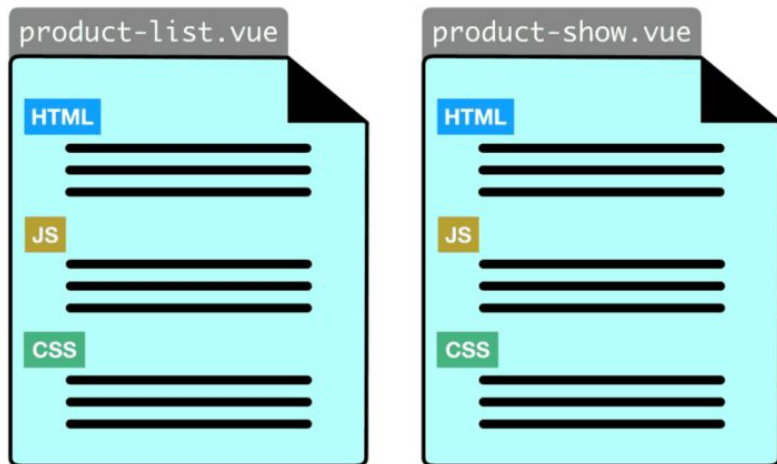 product-list.vue
HTML
JS
CSS
product-show.vue
HTML
JS
CSS